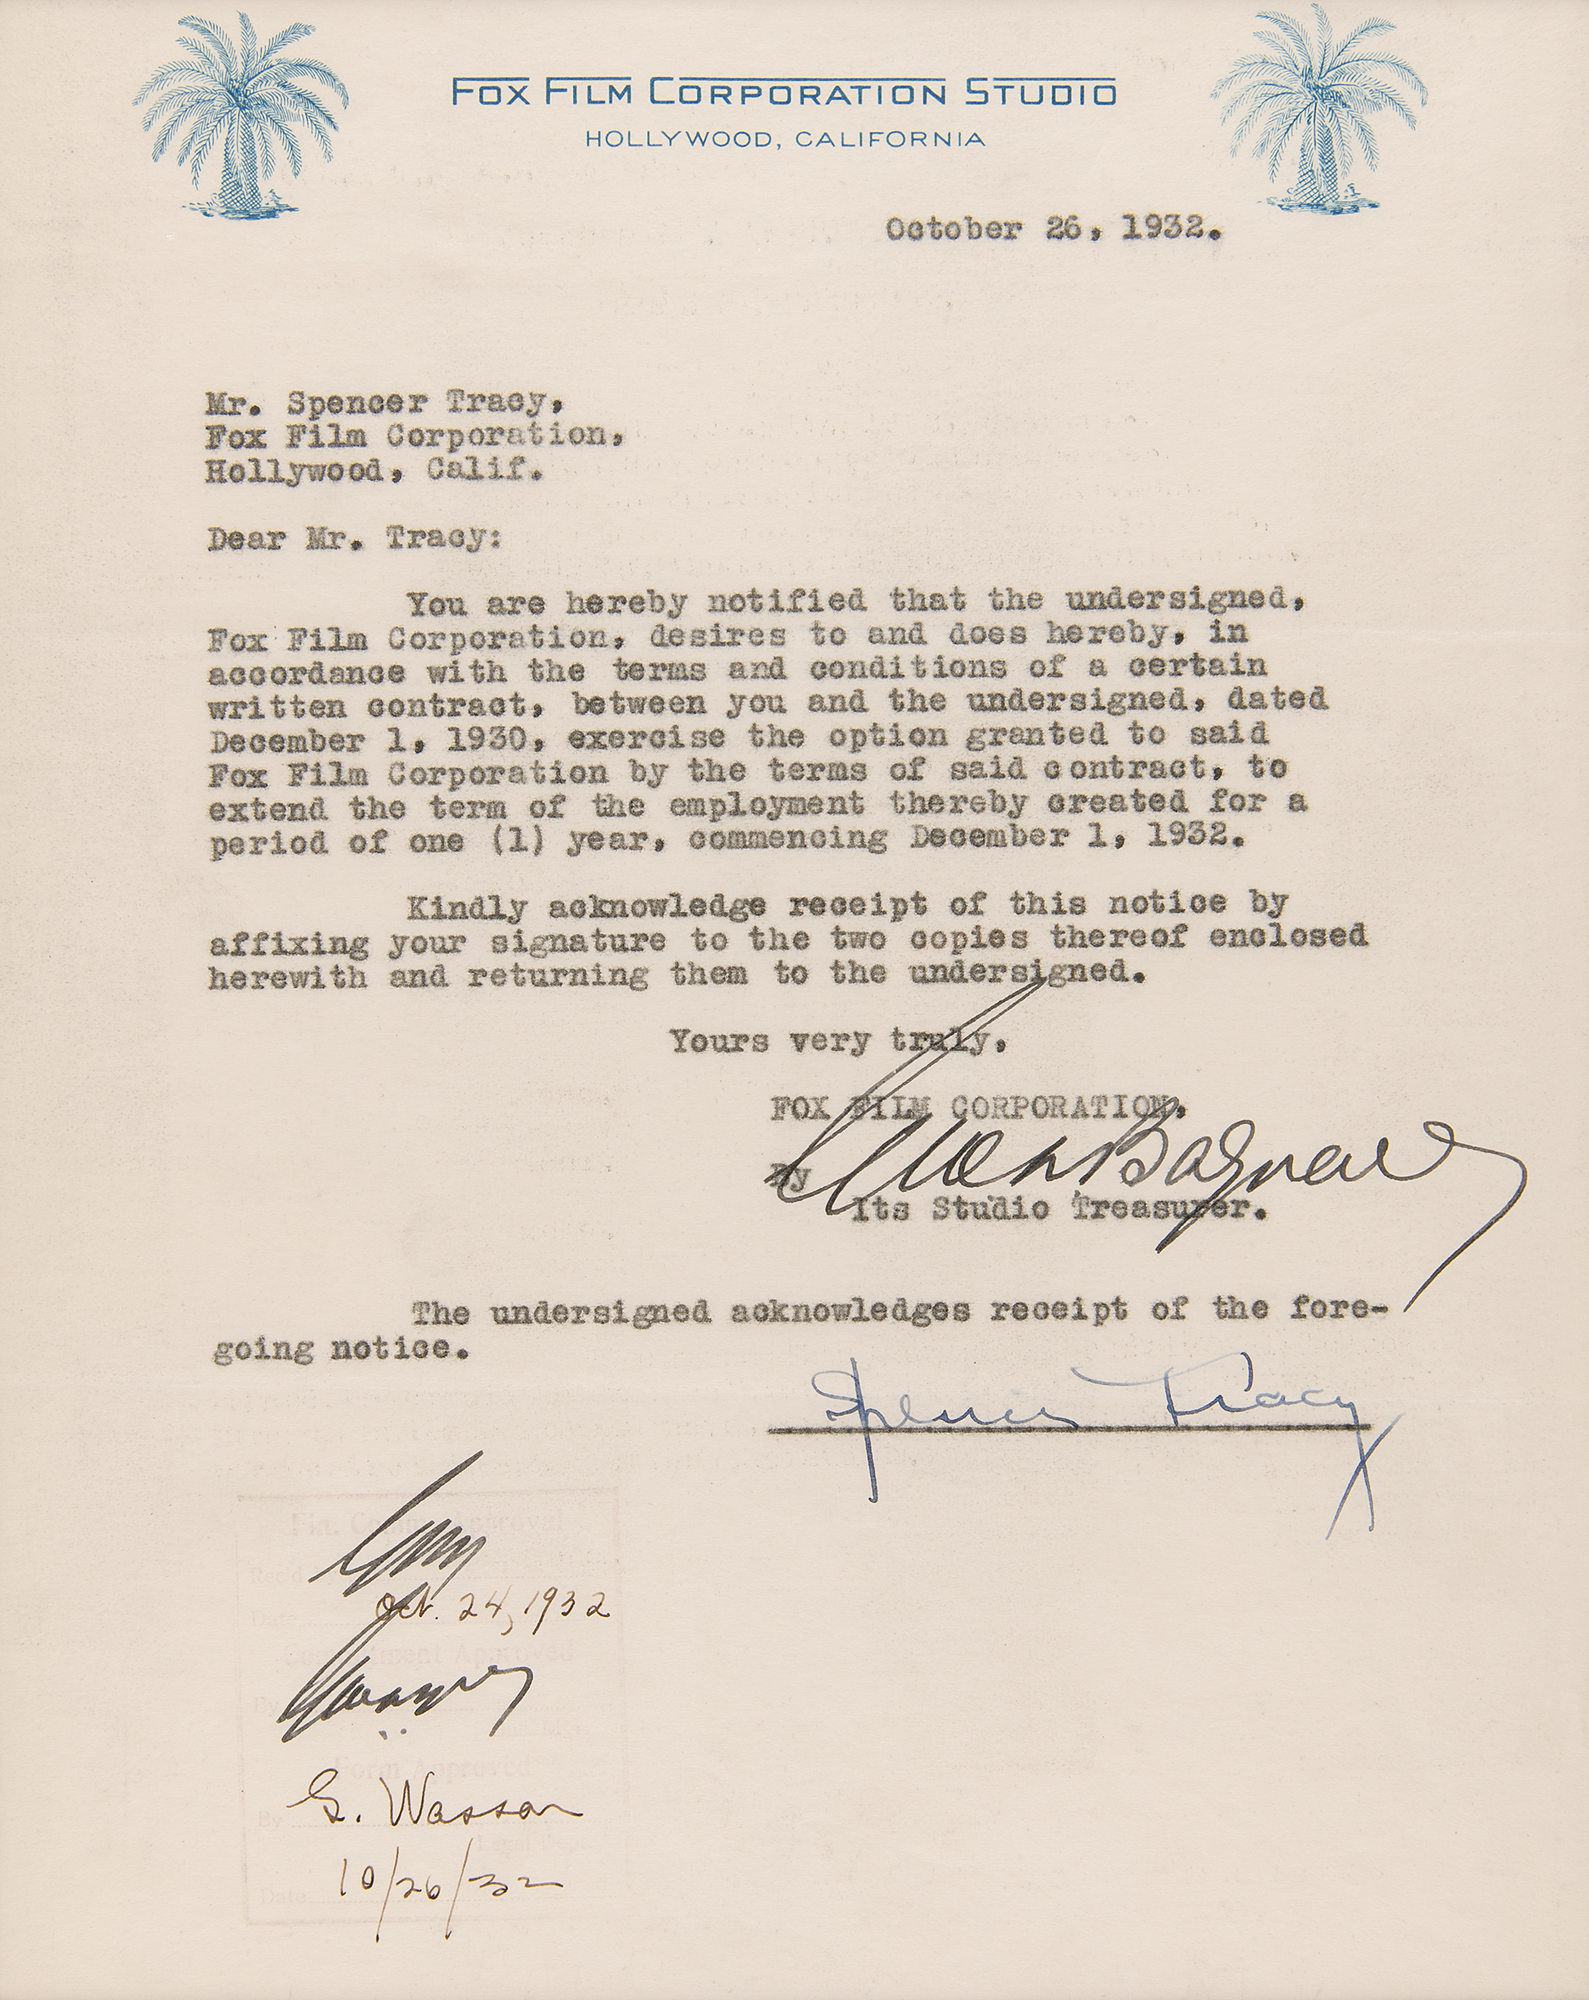 FOX FILM CORPORATION STUDIO
HOLLYWOOD, CALIFORNIA
October 26, 1932.
Mr. Spencer Tracy,
Fox Film Corporation,
Hollywood, Calif.
Dear Mr. Tracy:
You are hereby notified that the undersigned,
Fox Film Corporation, desires to and does hereby, in
accordance with the terms and conditions of a certain
written contract, between you and the undersigned, dated
December 1, 1930, exercise the option granted to said
Fox Film Corporation by the terms of said contract, to
extend the term of the employment thereby created for a
period of one (1) year, commencing December 1, 1932.
Kindly acknowledge receipt of this notice by
affixing your signature to the two copies thereof enclosed
herewith and returning them to the undersigned.
Yours very truly,
FOX FILM CORPORATION.
By
Its Studio Treasurer.
The undersigned acknowledges receipt of the fore-
going notice.
Spencer Tracy
Fin. Approval
Oct. 24, 1932
Approved
Form Approved
By G. Wasson
Date 10/26/32